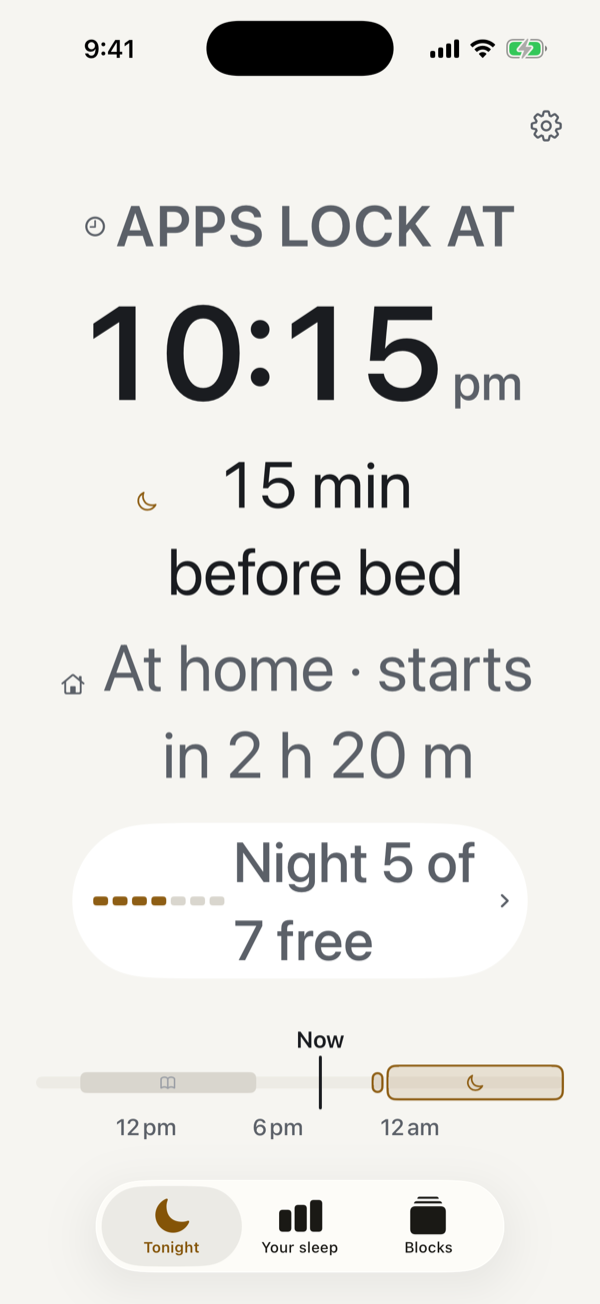 9:41
APPS LOCK AT
10:15 pm
15 min
before bed
At home · starts
in 2 h 20 m
Night 5 of
7 free
Now
12 pm 6 pm 12 am
Tonight Your sleep Blocks